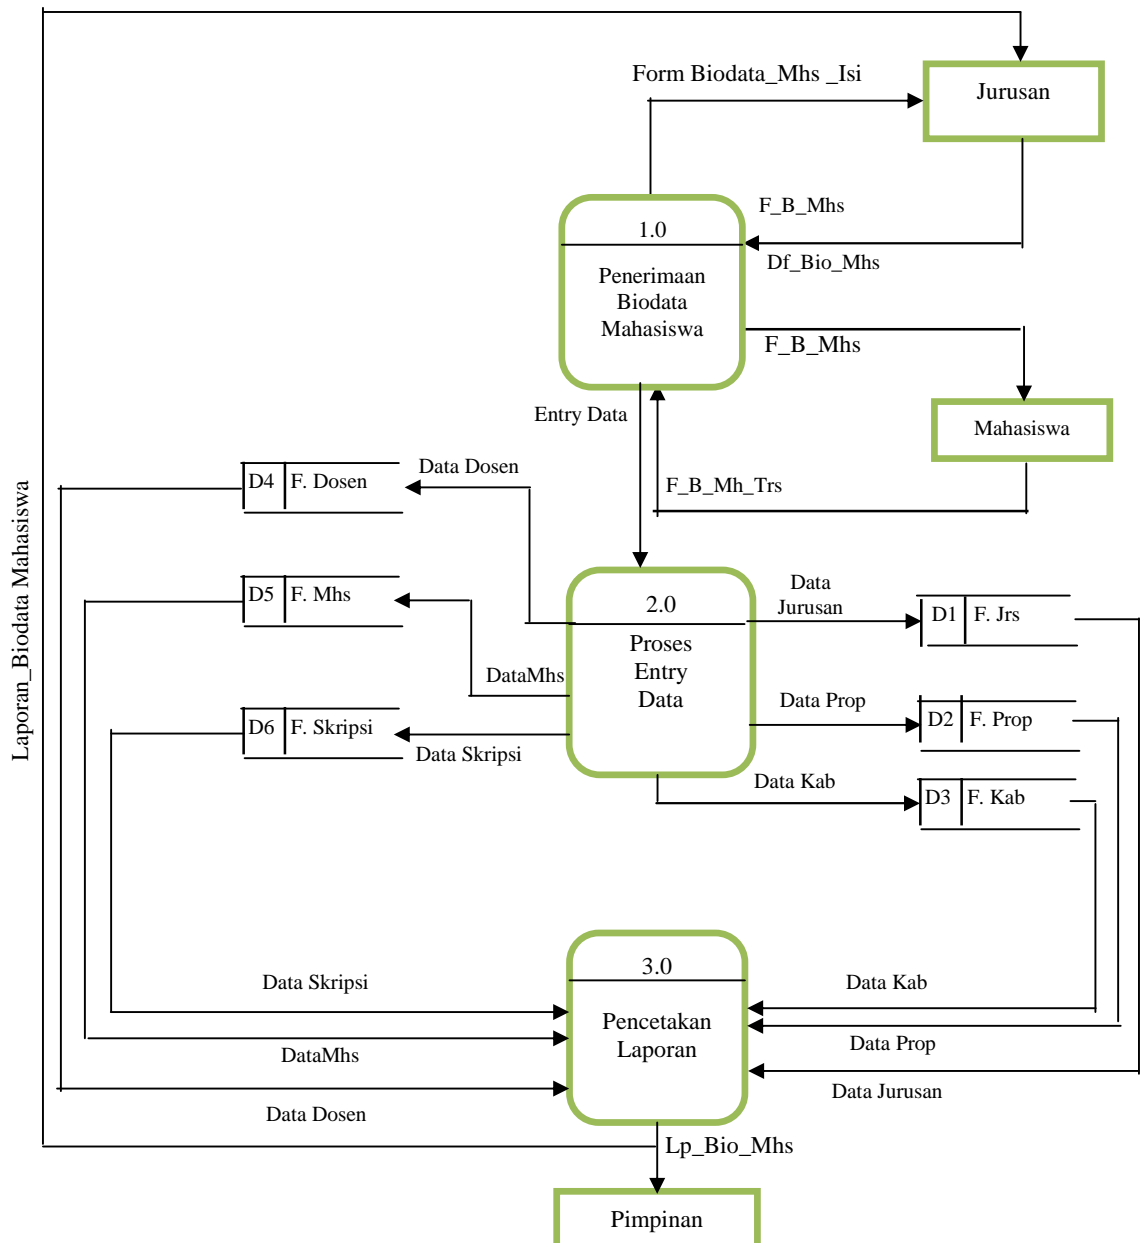 Form Biodata_Mhs _Isi
Jurusan
F_B_Mhs
1.0
Df_Bio_Mhs
Penerimaan
Biodata
Mahasiswa
F_B_Mhs
Entry Data
Mahasiswa
Data Dosen
D4 F. Dosen
F_B_Mh_Trs
Laporan_Biodata Mahasiswa
D5 F. Mhs
Data
Jurusan
2.0
D1 F. Jrs
Proses
Entry
Data
DataMhs
Data Prop
D6 F. Skripsi
D2 F. Prop
Data Skripsi
Data Kab
D3 F. Kab
3.0
Data Skripsi
Data Kab
Pencetakan
Laporan
DataMhs
Data Prop
Data Jurusan
Data Dosen
Lp_Bio_Mhs
Pimpinan